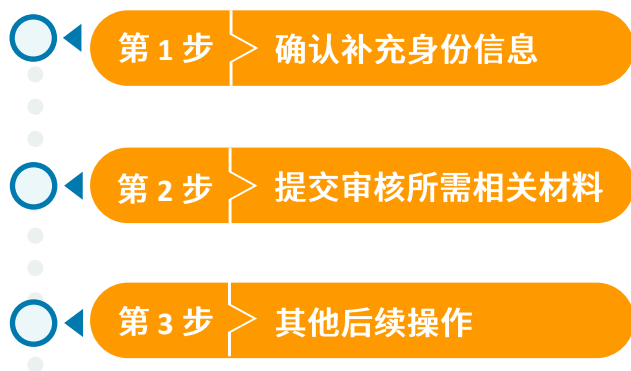 第 1 步 确认补充身份信息
第 2 步 提交审核所需相关材料
第 3 步 其他后续操作